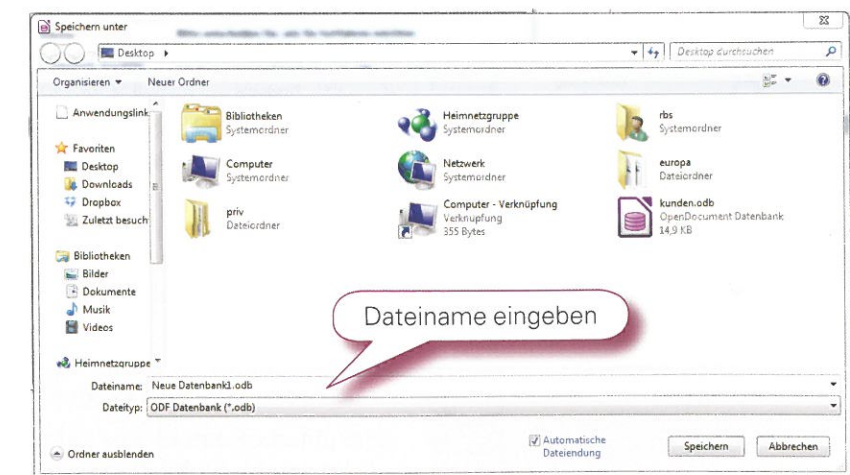 Speichern unter
Desktop
Desktop durchsuchen
Organisieren
Neuer Ordner
Anwendungslink
Favoriten
Desktop
Downloads
Dropbox
Zuletzt besuch
Bibliotheken
Bilder
Dokumente
Musik
Videos
Heimnetzgruppe
Bibliotheken
Systemordner
Heimnetzgruppe
Systemordner
rbs
Systemordner
Computer
Systemordner
Netzwerk
Systemordner
europa
Dateiordner
priv
Dateiordner
Computer - Verknüpfung
Verknüpfung
355 Bytes
kunden.odb
OpenDocument Datenbank
14,9 KB
Dateiname eingeben
Dateiname: Neue Datenbank1.odb
Dateityp: ODF Datenbank (*.odb)
Automatische
Dateiendung
Speichern
Abbrechen
Ordner ausblenden